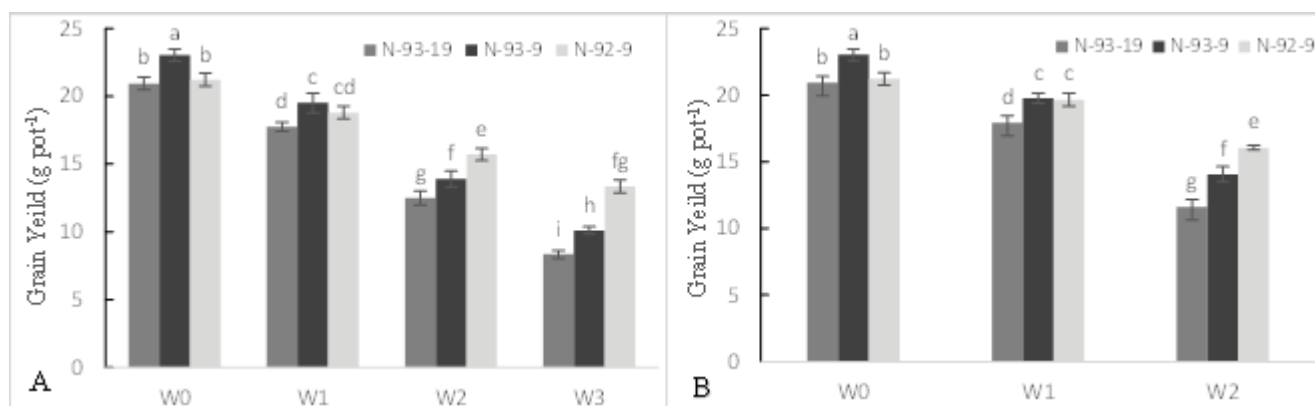 Grain Yeild (g pot⁻¹)
25
20
15
10
5
0
N-93-19 N-93-9 N-92-9
b a b
d c cd
g f e
i h fg
W0 W1 W2 W3
A
Grain Yeild (g pot⁻¹)
25
20
15
10
5
0
N-93-19 N-93-9 N-92-9
b a b
d c c
g f e
W0 W1 W2
B